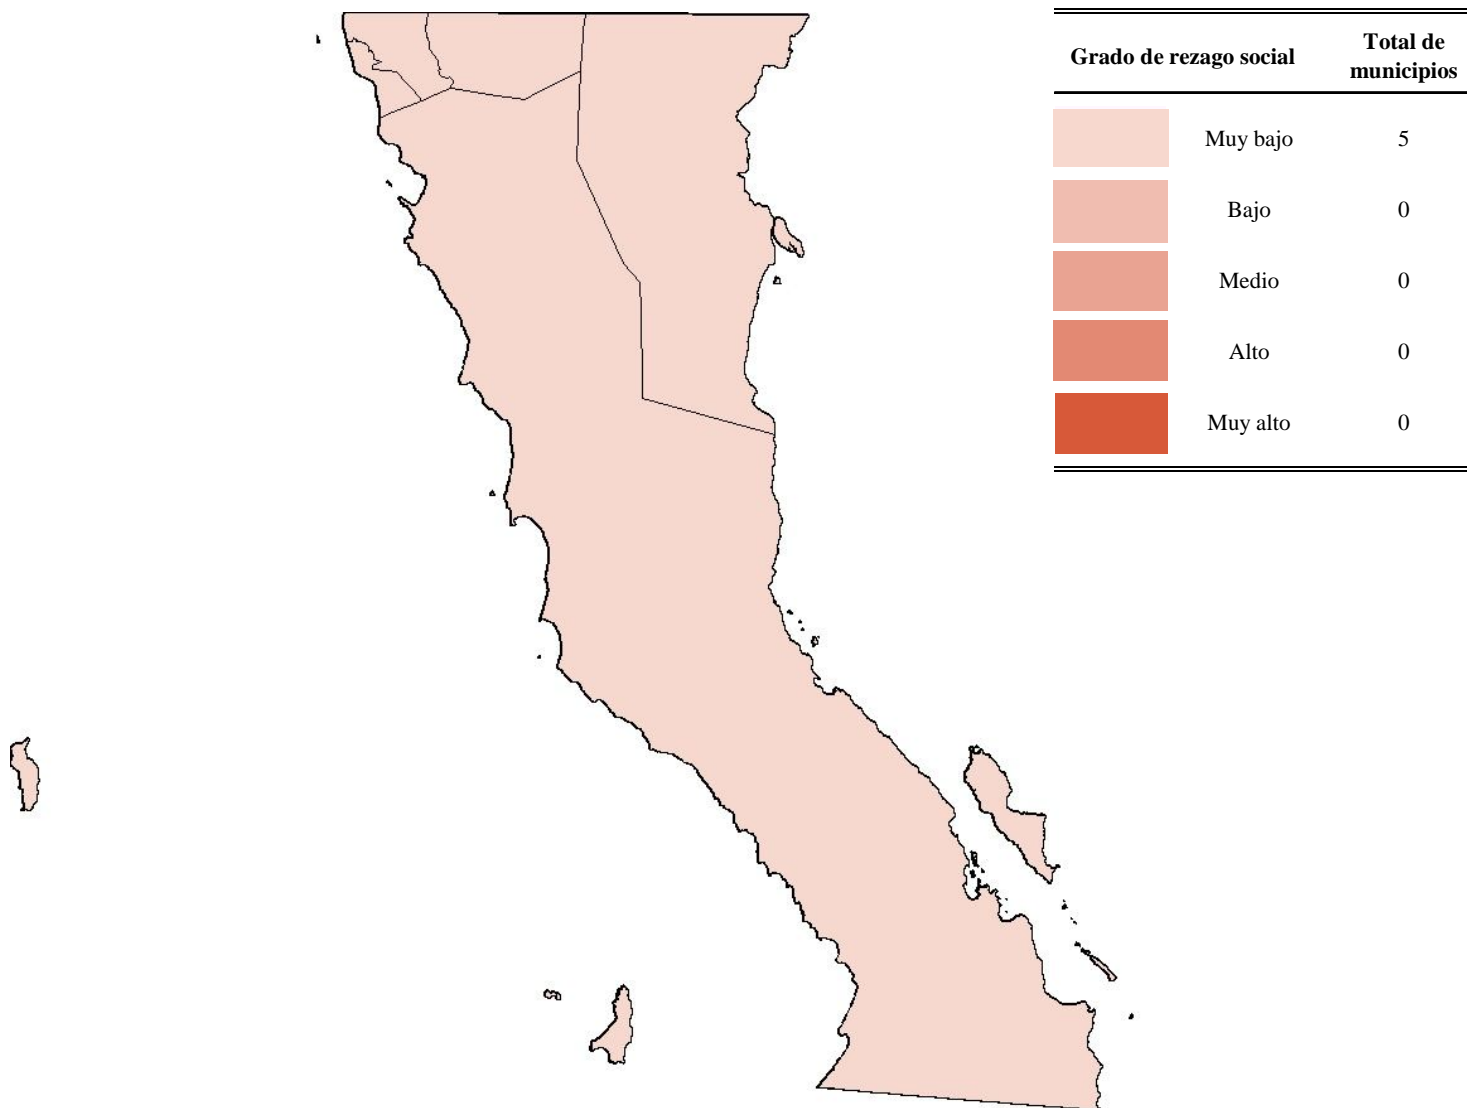 Grado de rezago social
Total de
municipios
Muy bajo 5
Bajo 0
Medio 0
Alto 0
Muy alto 0